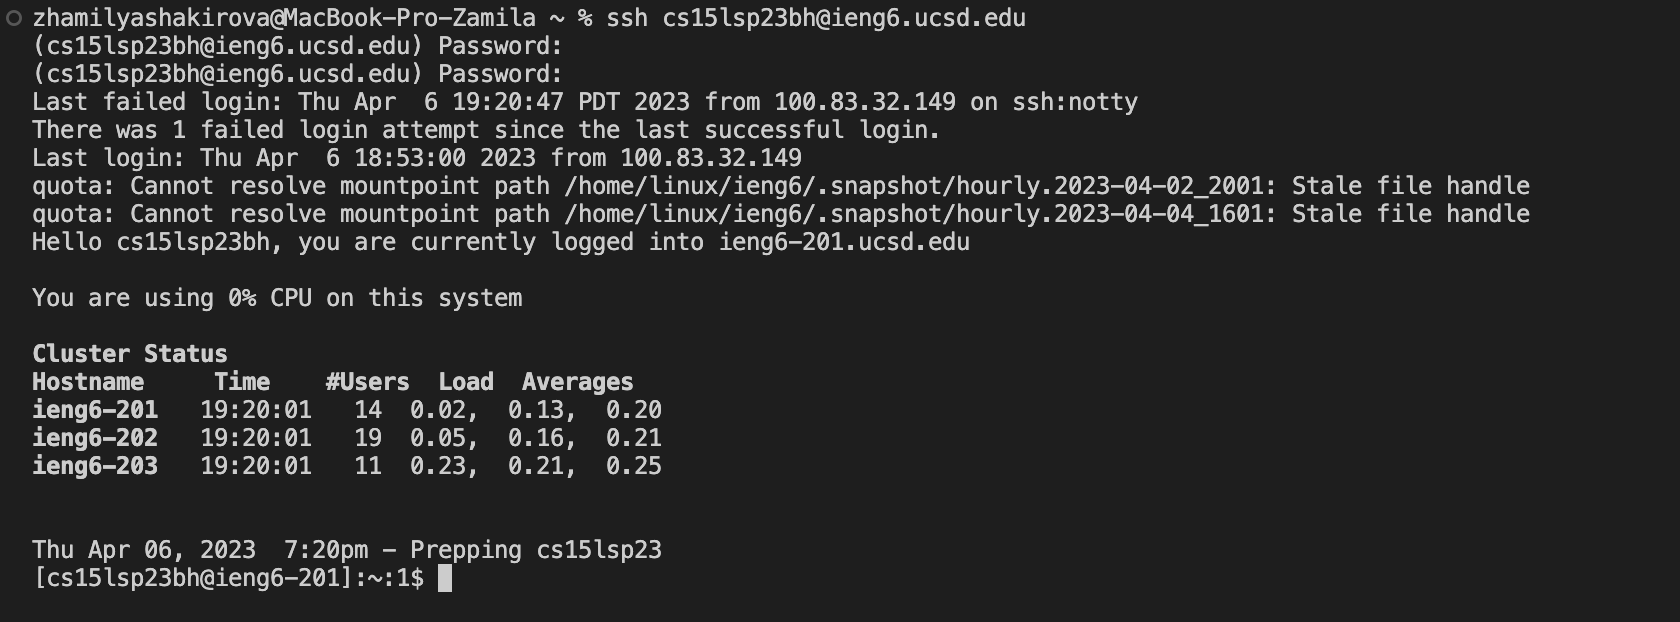 zhamilyashakirova@MacBook-Pro-Zamila ~ % ssh cs15lsp23bh@ieng6.ucsd.edu
(cs15lsp23bh@ieng6.ucsd.edu) Password:
(cs15lsp23bh@ieng6.ucsd.edu) Password:
Last failed login: Thu Apr  6 19:20:47 PDT 2023 from 100.83.32.149 on ssh:notty
There was 1 failed login attempt since the last successful login.
Last login: Thu Apr  6 18:53:00 2023 from 100.83.32.149
quota: Cannot resolve mountpoint path /home/linux/ieng6/.snapshot/hourly.2023-04-02_2001: Stale file handle
quota: Cannot resolve mountpoint path /home/linux/ieng6/.snapshot/hourly.2023-04-04_1601: Stale file handle
Hello cs15lsp23bh, you are currently logged into ieng6-201.ucsd.edu
You are using 0% CPU on this system
Cluster Status
Hostname     Time    #Users  Load  Averages
ieng6-201   19:20:01   14  0.02,  0.13,  0.20
ieng6-202   19:20:01   19  0.05,  0.16,  0.21
ieng6-203   19:20:01   11  0.23,  0.21,  0.25
Thu Apr 06, 2023  7:20pm - Prepping cs15lsp23
[cs15lsp23bh@ieng6-201]:~:1$